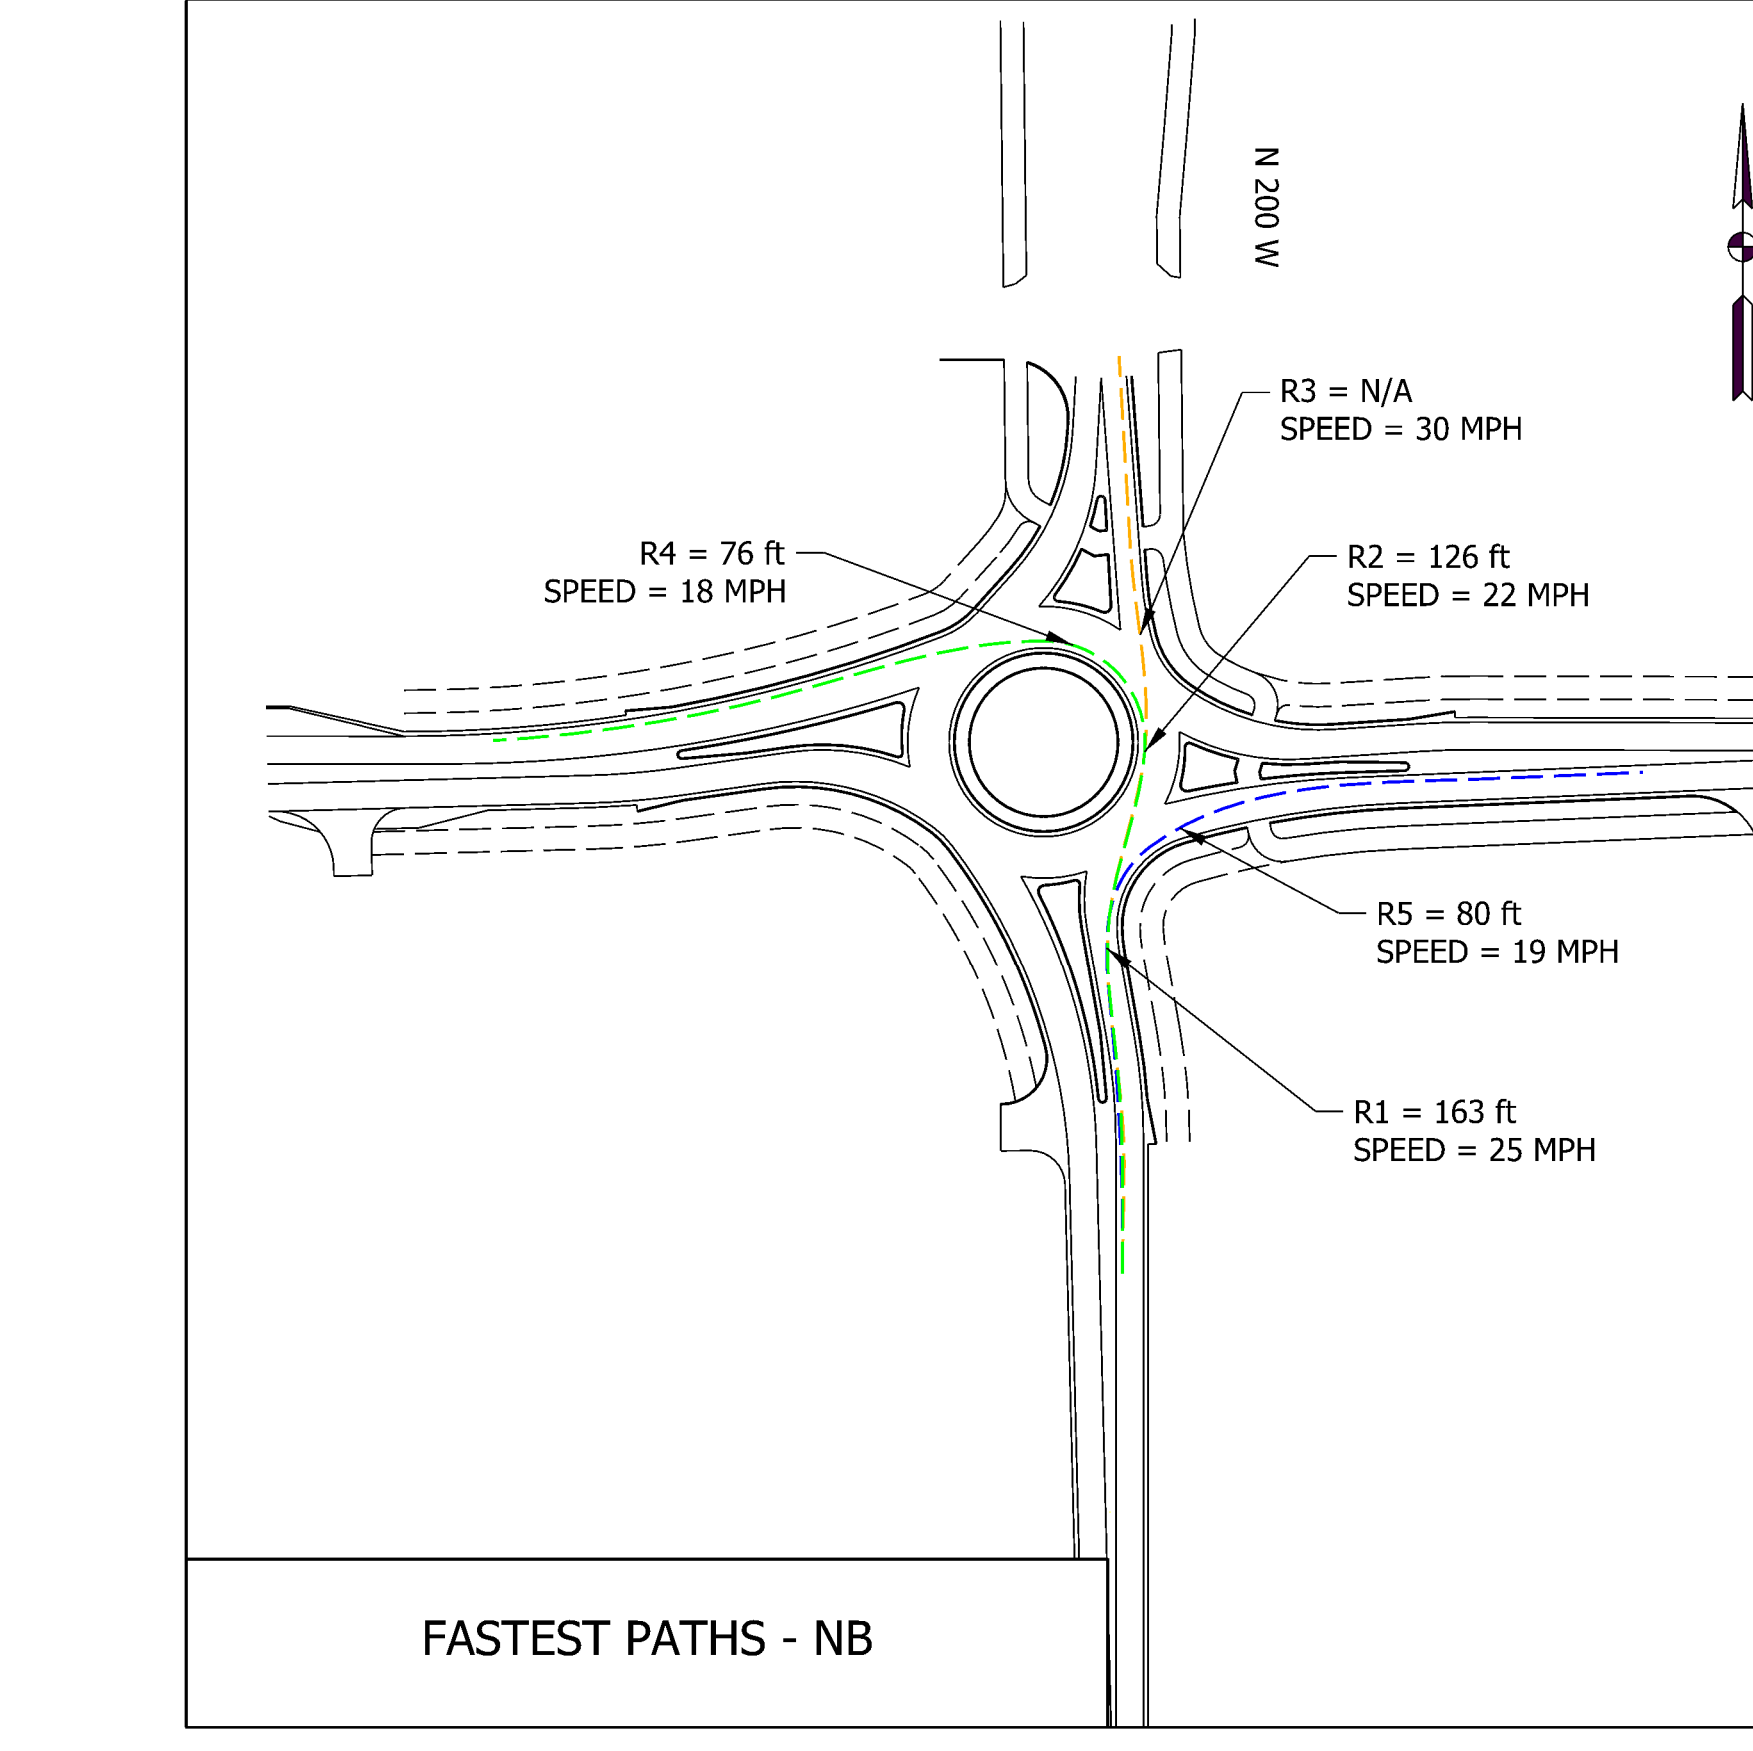 N 200 W
R3 = N/A
SPEED = 30 MPH
R4 = 76 ft
SPEED = 18 MPH
R2 = 126 ft
SPEED = 22 MPH
R5 = 80 ft
SPEED = 19 MPH
R1 = 163 ft
SPEED = 25 MPH
FASTEST PATHS - NB